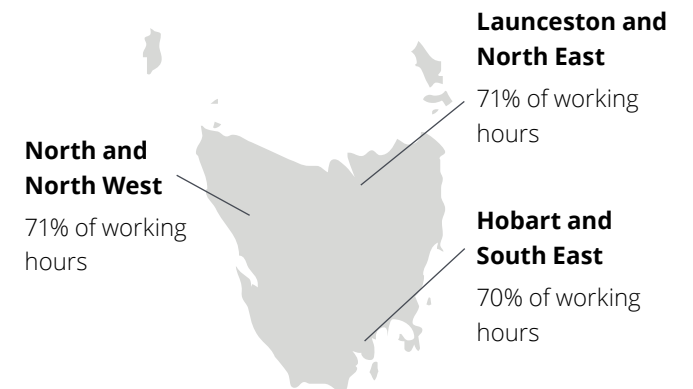 Launceston and
North East
71% of working
hours
North and
North West
71% of working
hours
Hobart and
South East
70% of working
hours